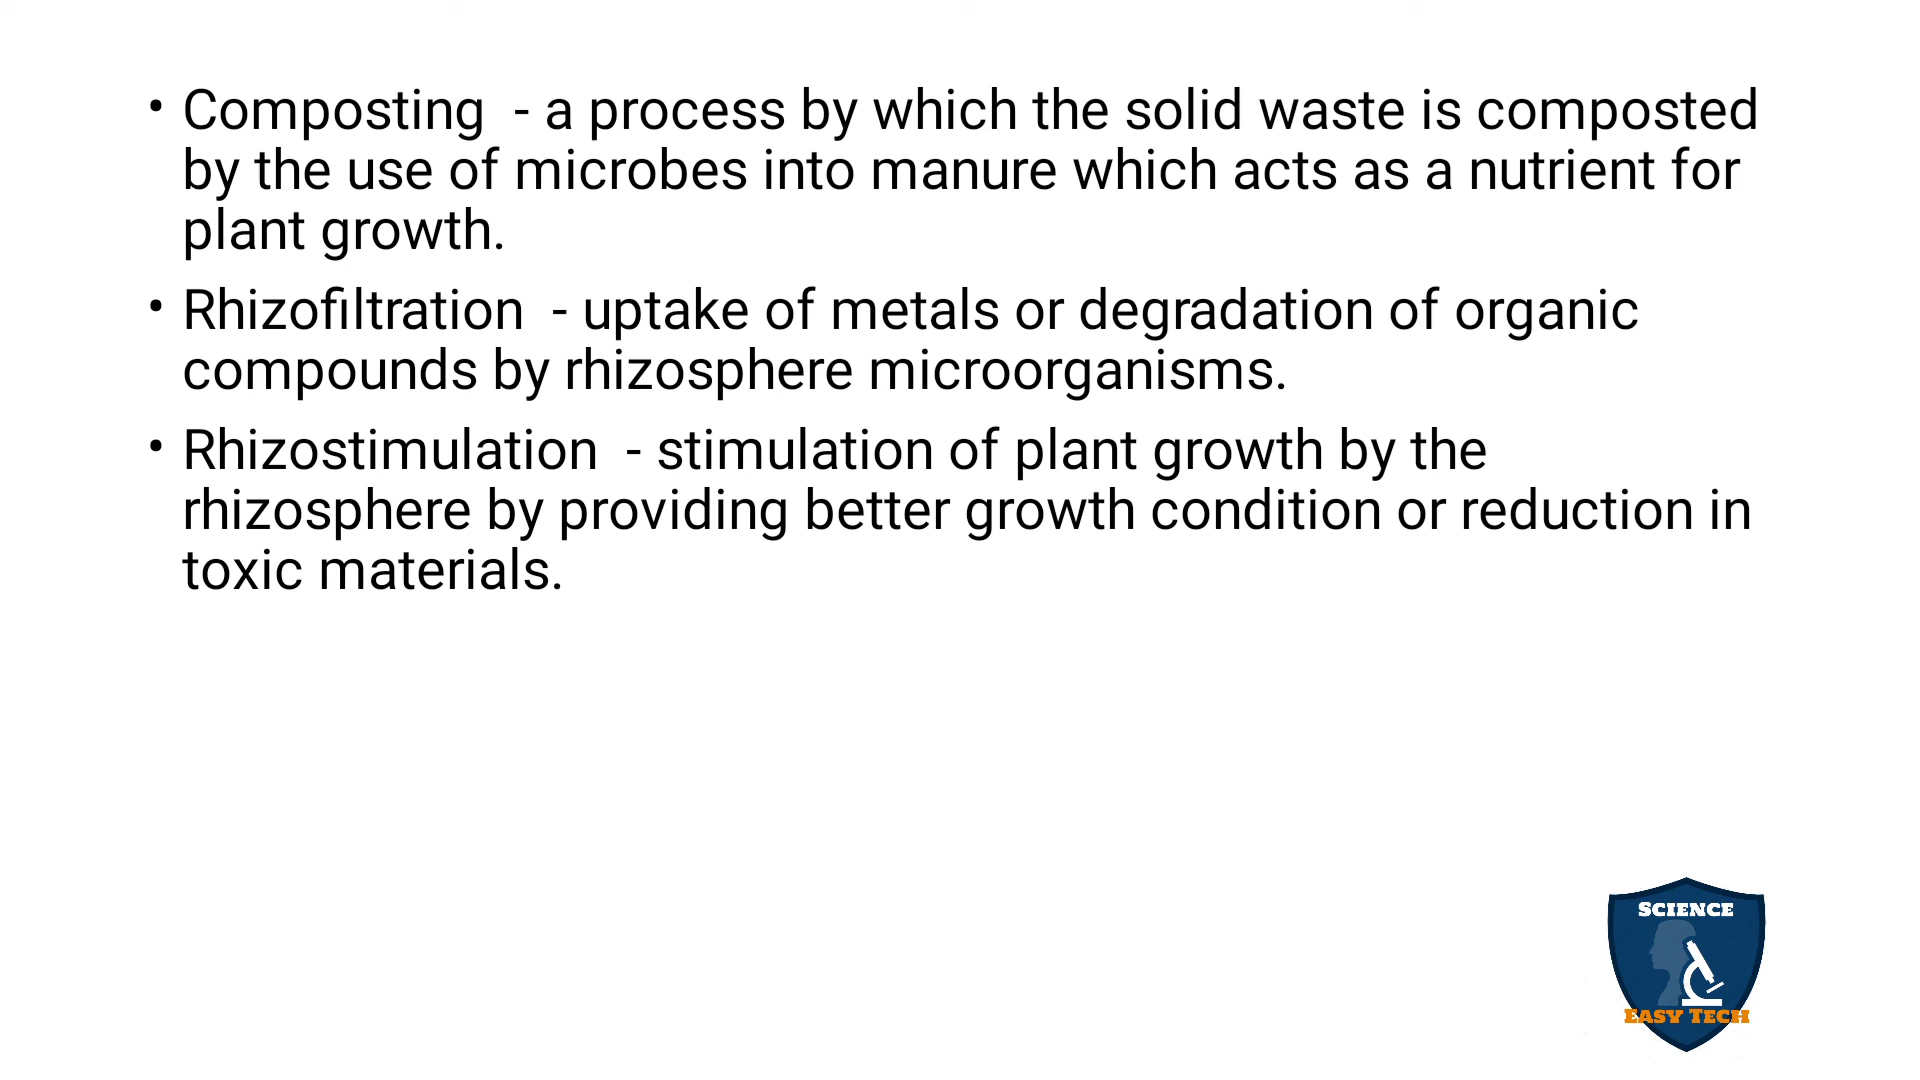 • Composting - a process by which the solid waste is composted
by the use of microbes into manure which acts as a nutrient for
plant growth.
• Rhizofiltration - uptake of metals or degradation of organic
compounds by rhizosphere microorganisms.
• Rhizostimulation - stimulation of plant growth by the
rhizosphere by providing better growth condition or reduction in
toxic materials.
SCIENCE
EASY TECH